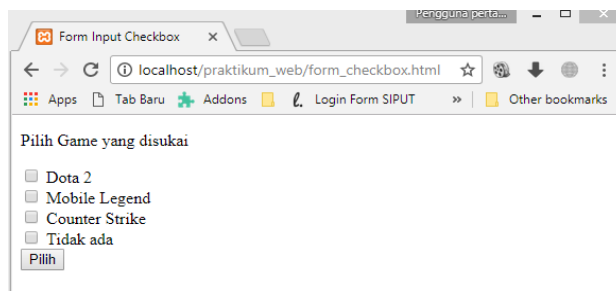 Pengguna perta...
Form Input Checkbox
localhost/praktikum_web/form_checkbox.html
Apps Tab Baru Addons Login Form SIPUT » Other bookmarks
Pilih Game yang disukai
Dota 2
Mobile Legend
Counter Strike
Tidak ada
Pilih